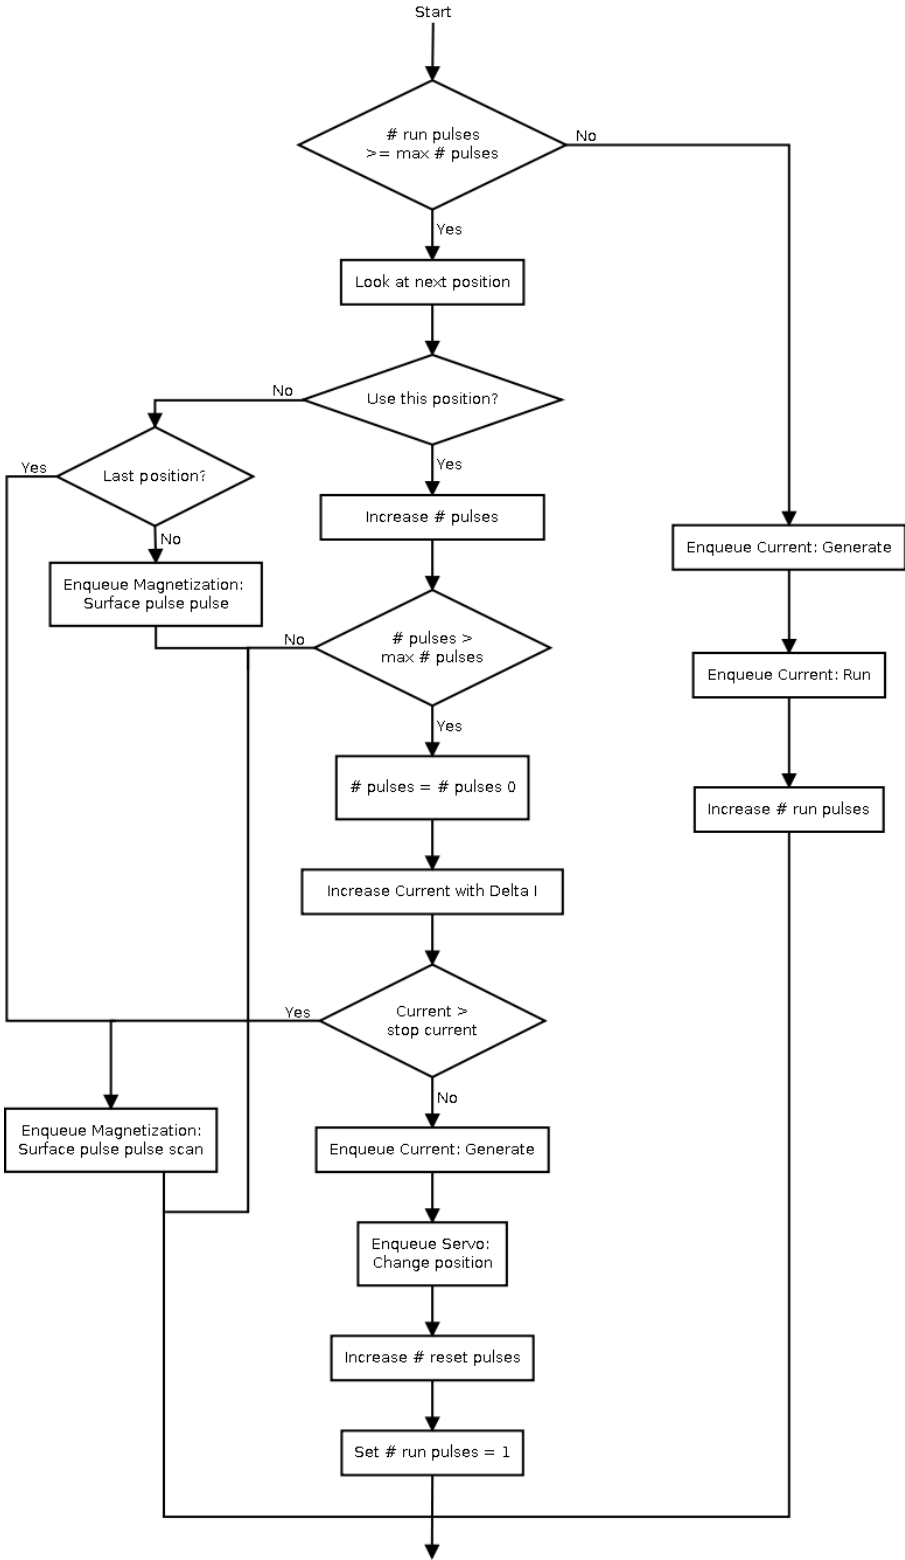 Start
# run pulses
>= max # pulses
No
Yes
Look at next position
Use this position?
No
Yes
Last position?
Yes
No
Increase # pulses
Enqueue Current: Generate
Enqueue Magnetization:
Surface pulse pulse
# pulses >
max # pulses
No
Yes
Enqueue Current: Run
# pulses = # pulses 0
Increase # run pulses
Increase Current with Delta I
Current >
stop current
Yes
No
Enqueue Magnetization:
Surface pulse pulse scan
Enqueue Current: Generate
Enqueue Servo:
Change position
Increase # reset pulses
Set # run pulses = 1